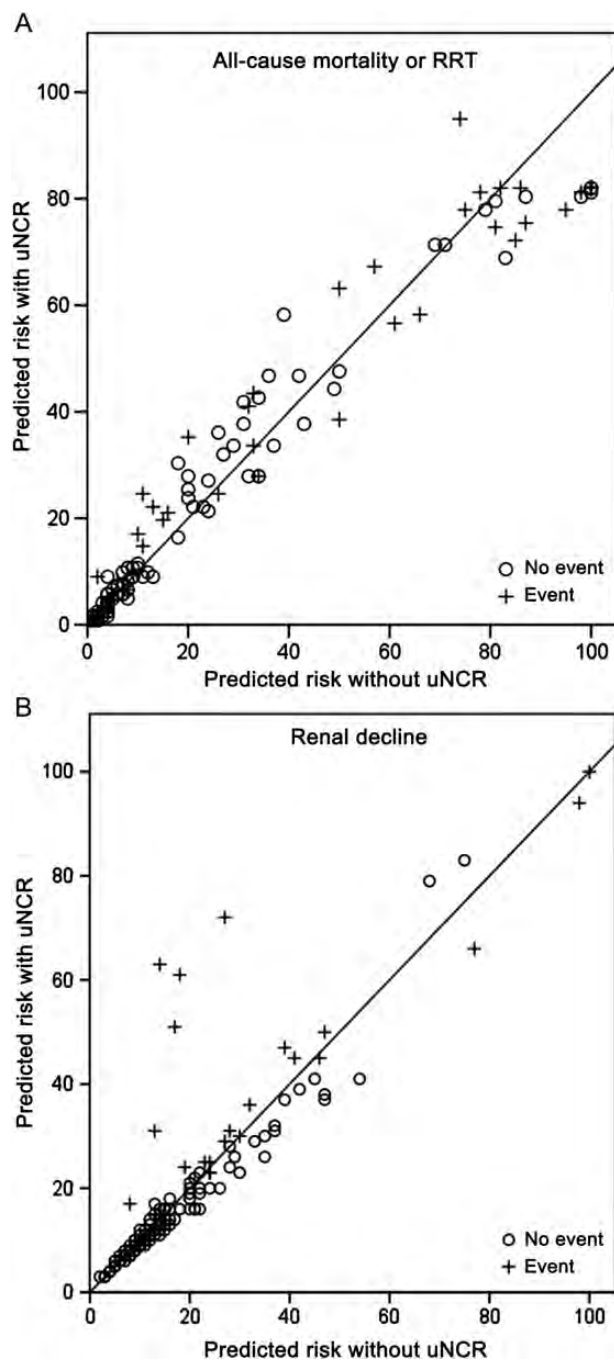 A
All-cause mortality or RRT
100
80
60
40
20
0
Predicted risk with uNCR
No event
Event
0 20 40 60 80 100
Predicted risk without uNCR
B
Renal decline
100
80
60
40
20
0
Predicted risk with uNCR
No event
Event
0 20 40 60 80 100
Predicted risk without uNCR